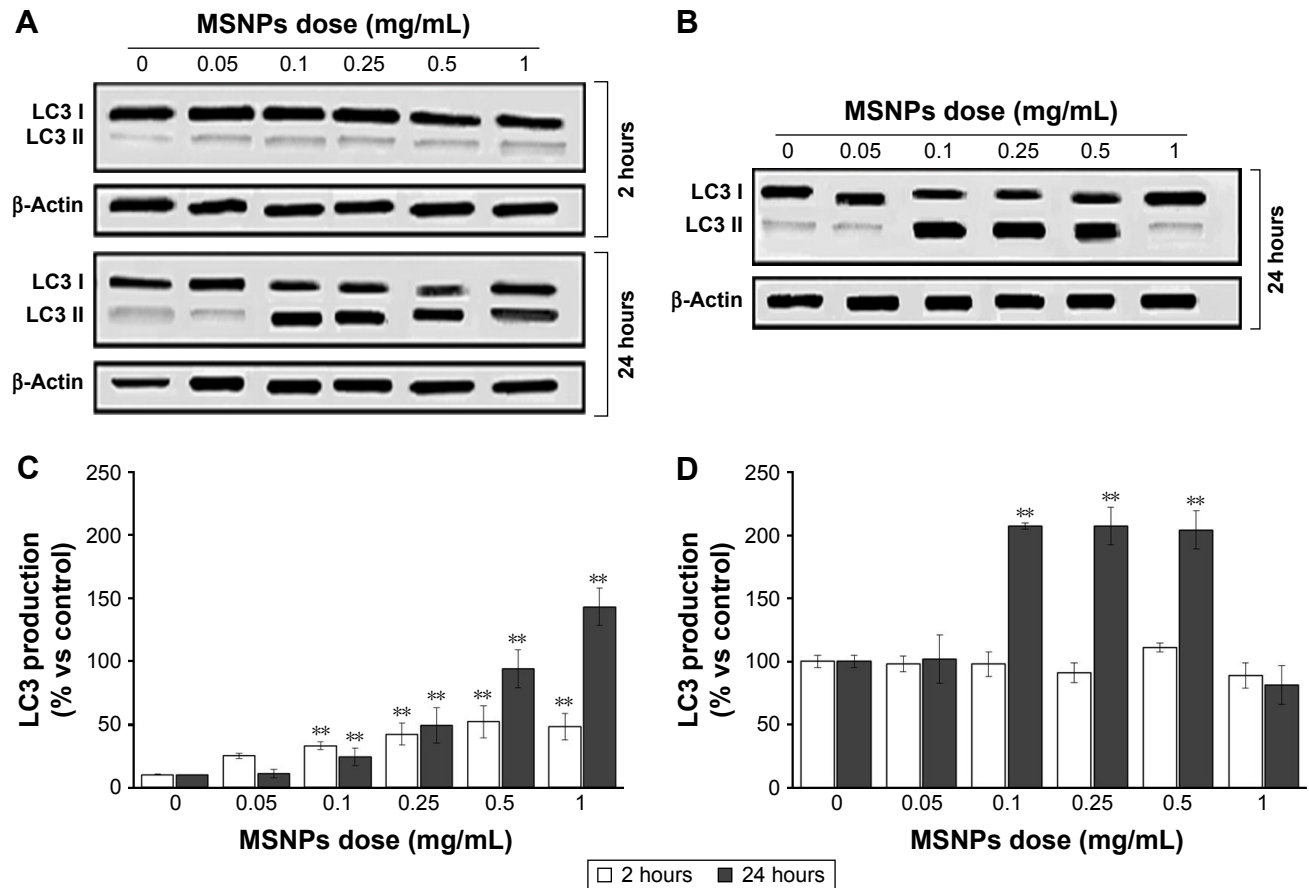 A
MSNPs dose (mg/mL)
0 0.05 0.1 0.25 0.5 1
LC3 I
LC3 II
β-Actin
2 hours
LC3 I
LC3 II
β-Actin
24 hours
B
MSNPs dose (mg/mL)
0 0.05 0.1 0.25 0.5 1
LC3 I
LC3 II
β-Actin
24 hours
C
LC3 production
(% vs control)
250
200
150
100
50
0
** ** ** ** ** ** ** **
0 0.05 0.1 0.25 0.5 1
MSNPs dose (mg/mL)
D
LC3 production
(% vs control)
250
200
150
100
50
0
** ** **
0 0.05 0.1 0.25 0.5 1
MSNPs dose (mg/mL)
2 hours 24 hours